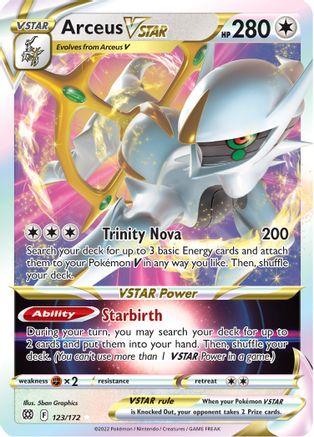 VSTAR Arceus VSTAR HP 280
Evolves from Arceus V
Trinity Nova 200
Search your deck for up to 3 basic Energy cards and attach
them to your Pokémon V in any way you like. Then, shuffle
your deck.
VSTAR Power
Ability Starbirth
During your turn, you may search your deck for up
to 2 cards and put them into your hand. Then, shuffle your
deck. (You can't use more than 1 VSTAR Power in a game.)
weakness ×2 resistance retreat
Illus. 5ban Graphics
VSTAR rule When your Pokémon VSTAR
is Knocked Out, your opponent takes 2 Prize cards.
F 123/172
©2022 Pokémon / Nintendo / Creatures / GAME FREAK